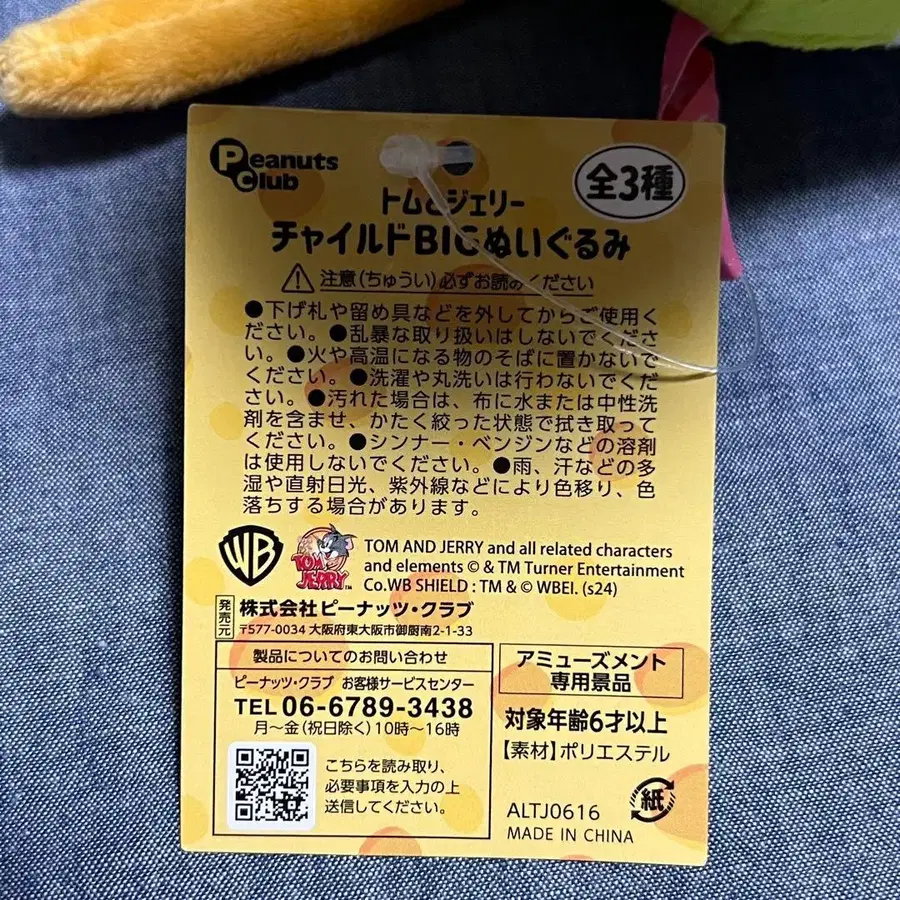 Peanuts
Club
全3種
トムとジェリー
チャイルドBIGぬいぐるみ
注意(ちゅうい)必ずお読みください
●下げ札や留め具などを外してからご使用く
ださい。●乱暴な取り扱いはしないでくださ
い。●火や高温になる物のそばに置かないで
ください。●洗濯や丸洗いは行わないでくだ
さい。●汚れた場合は、布に水または中性洗
剤を含ませ、かたく絞った状態で拭き取って
ください。●シンナー・ベンジンなどの溶剤
は使用しないでください。●雨、汗などの多
湿や直射日光、紫外線などにより色移り、色
落ちする場合があります。
WB
TOM
JERRY
TOM AND JERRY and all related characters
and elements © & TM Turner Entertainment
Co.WB SHIELD : TM & © WBEI. (s24)
発売元
株式会社ピーナッツ・クラブ
〒577-0034 大阪府東大阪市御厨南2-1-33
製品についてのお問い合わせ
ピーナッツ・クラブ お客様サービスセンター
TEL 06-6789-3438
月～金(祝日除く)10時～16時
こちらを読み取り、
必要事項を入力の上
送信してください。
アミューズメント
専用景品
対象年齢6才以上
【素材】ポリエステル
紙
ALTJ0616
MADE IN CHINA